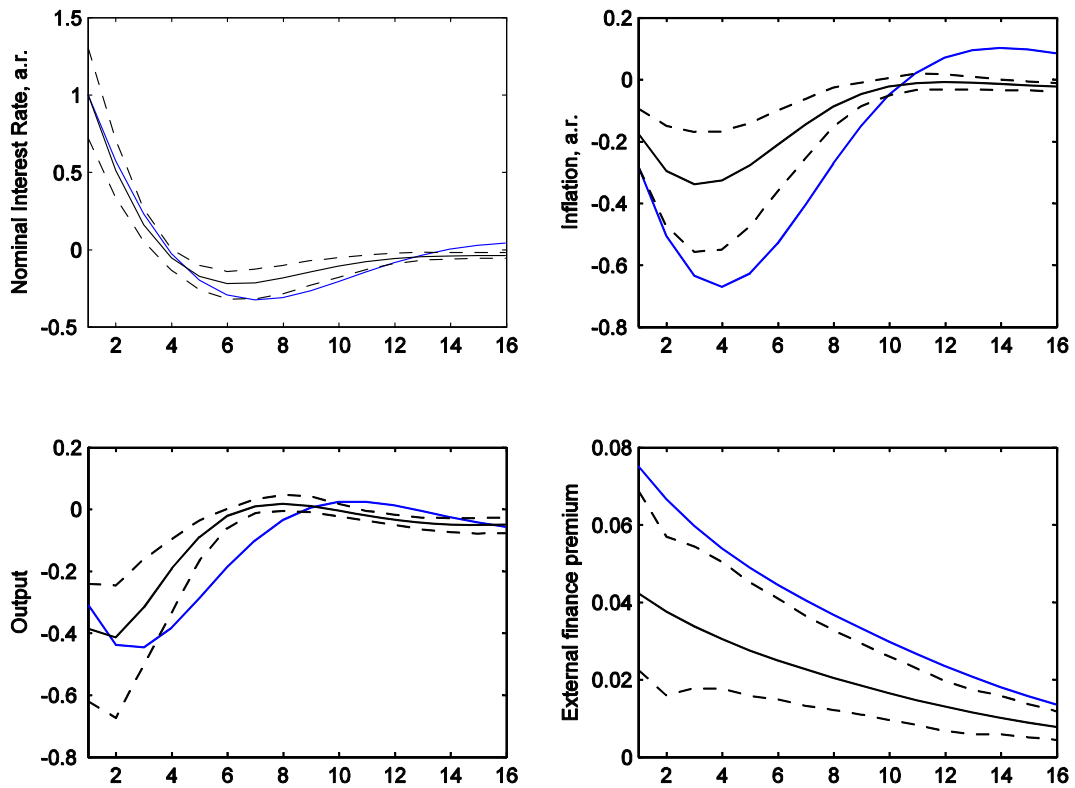 Nominal Interest Rate, a.r.
1.5
1
0.5
0
-0.5
2 4 6 8 10 12 14 16
Inflation, a.r.
0.2
0
-0.2
-0.4
-0.6
-0.8
2 4 6 8 10 12 14 16
Output
0.2
0
-0.2
-0.4
-0.6
-0.8
2 4 6 8 10 12 14 16
External finance premium
0.08
0.06
0.04
0.02
0
2 4 6 8 10 12 14 16